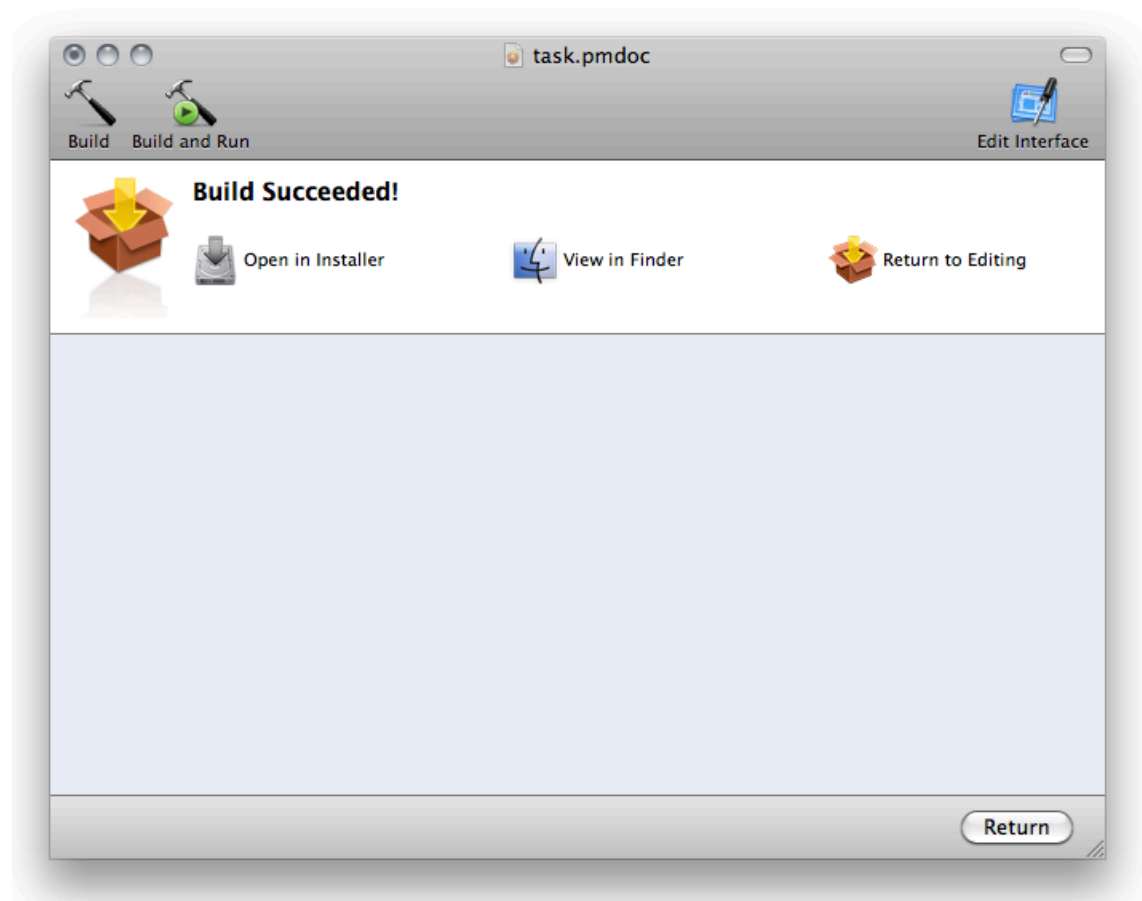 task.pmdoc
Build Build and Run Edit Interface
Build Succeeded!
Open in Installer View in Finder Return to Editing
Return